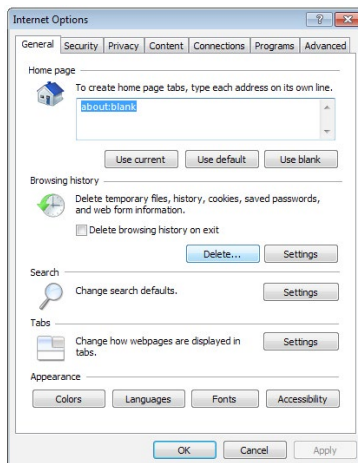 Internet Options
General Security Privacy Content Connections Programs Advanced
Home page
To create home page tabs, type each address on its own line.
about:blank
Use current Use default Use blank
Browsing history
Delete temporary files, history, cookies, saved passwords,
and web form information.
Delete browsing history on exit
Delete... Settings
Search
Change search defaults. Settings
Tabs
Change how webpages are displayed in
tabs.
Settings
Appearance
Colors Languages Fonts Accessibility
OK Cancel Apply